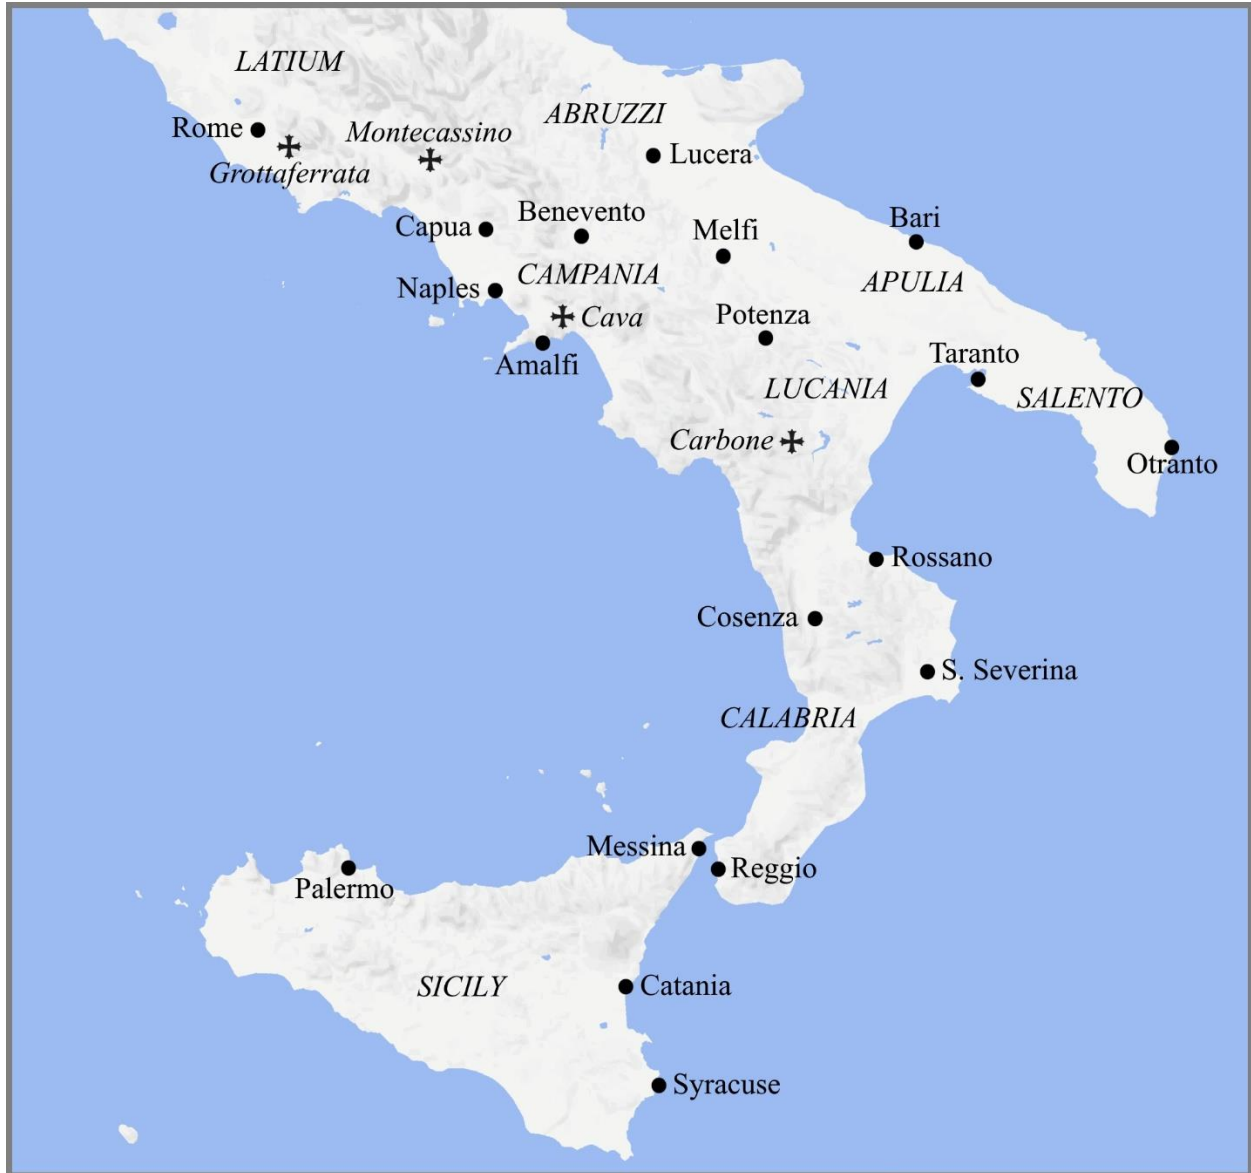 LATIUM
ABRUZZI
Rome
Montecassino
Lucera
Grottaferrata
Benevento
Bari
Capua
Melfi
CAMPANIA
APULIA
Naples
Cava
Potenza
Amalfi
Taranto
LUCANIA
SALENTO
Carbone
Otranto
Rossano
Cosenza
S. Severina
CALABRIA
Messina
Reggio
Palermo
SICILY
Catania
Syracuse